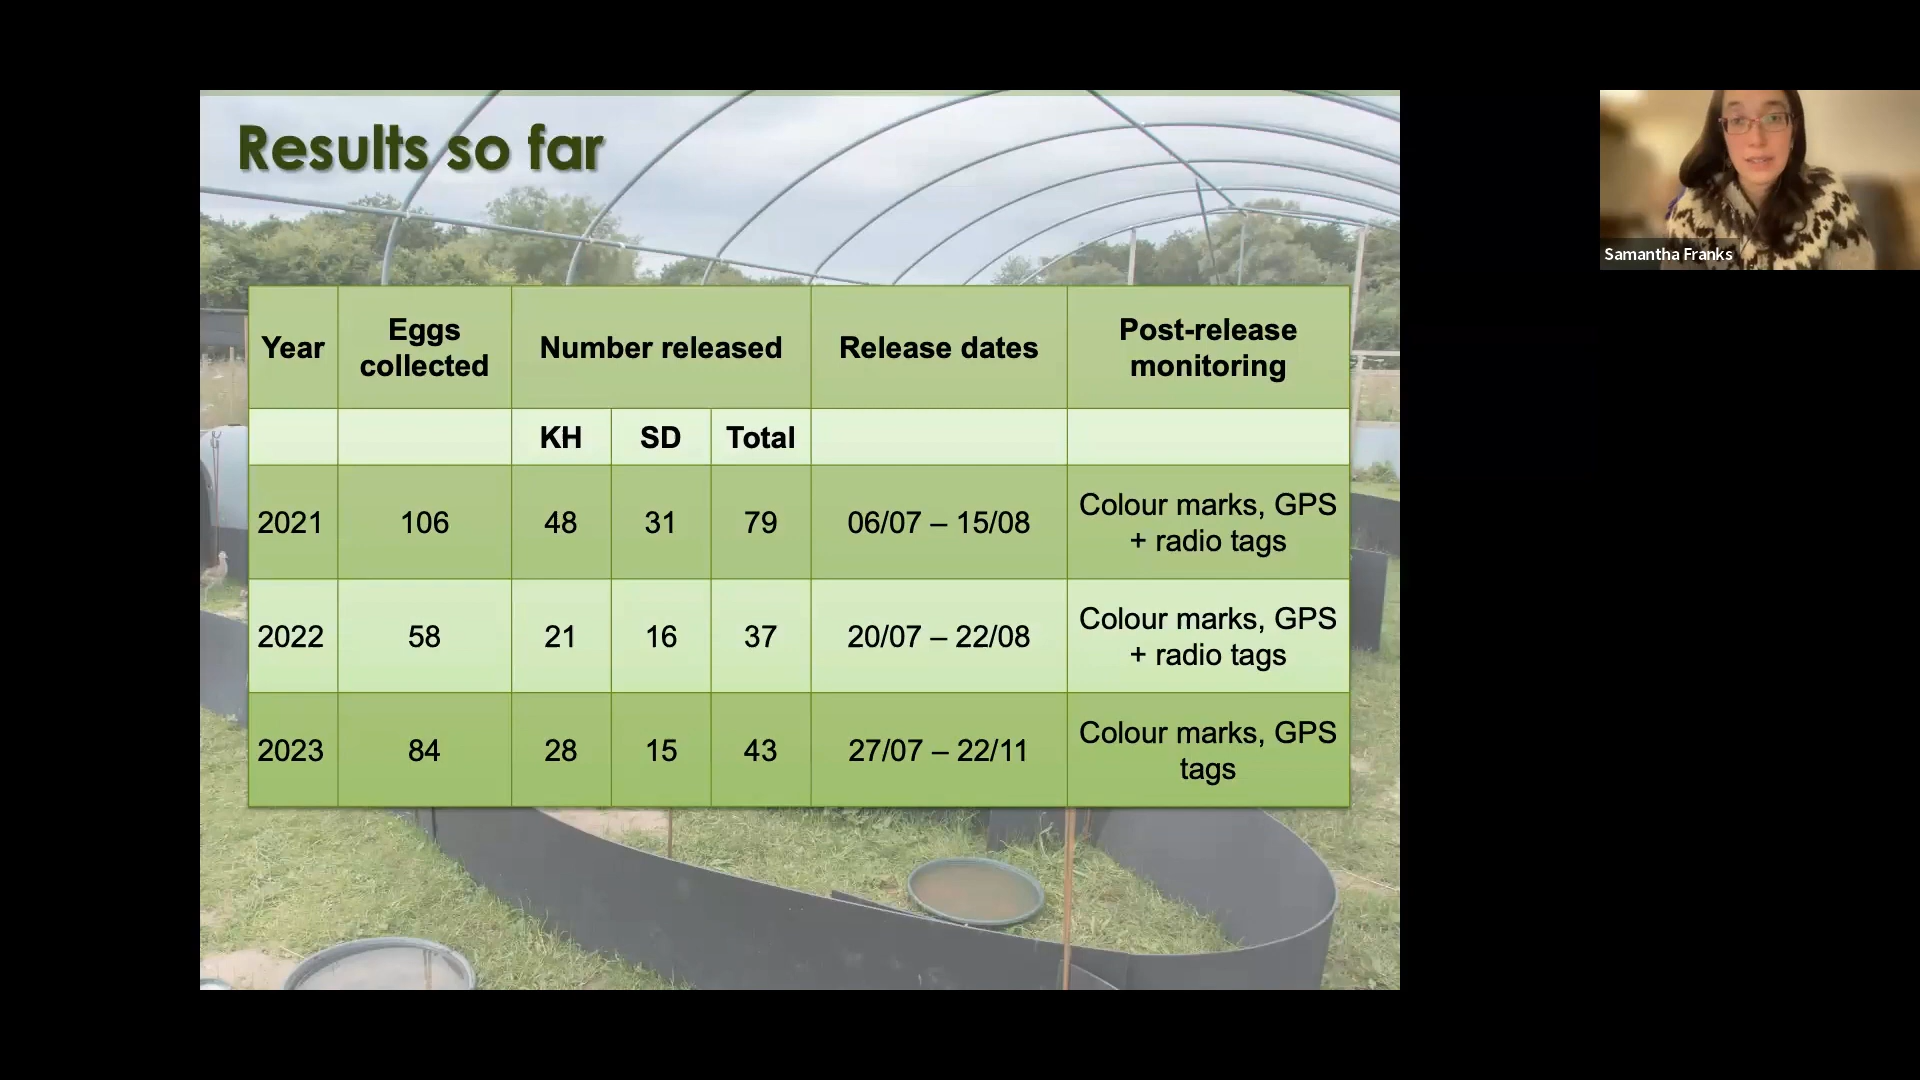 Results so far
Year
Eggs
collected
Number released
Release dates
Post-release
monitoring
KH SD Total
2021 106 48 31 79 06/07 – 15/08 Colour marks, GPS
+ radio tags
2022 58 21 16 37 20/07 – 22/08 Colour marks, GPS
+ radio tags
2023 84 28 15 43 27/07 – 22/11 Colour marks, GPS
tags
Samantha Franks